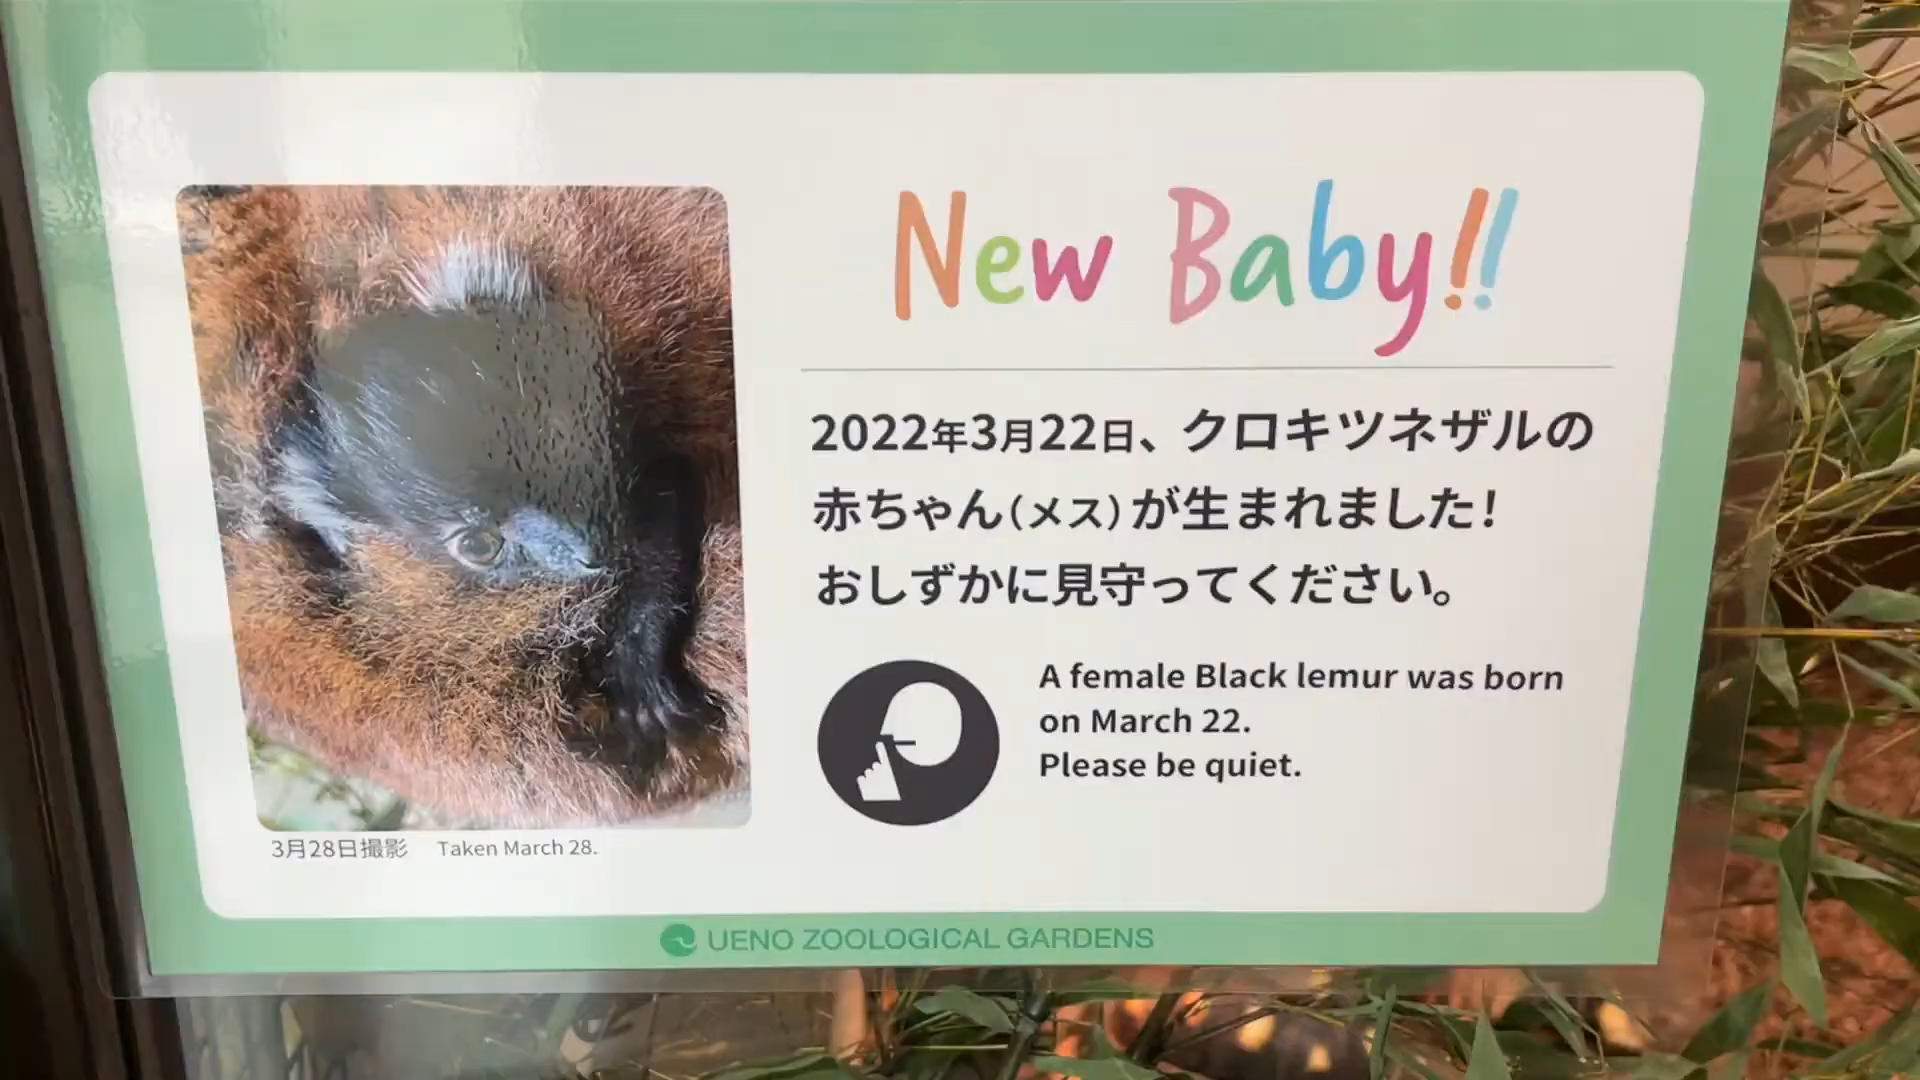 New Baby!!
2022年3月22日、クロキツネザルの
赤ちゃん(メス)が生まれました!
おしずかに見守ってください。
A female Black lemur was born
on March 22.
Please be quiet.
3月28日撮影 Taken March 28.
UENO ZOOLOGICAL GARDENS